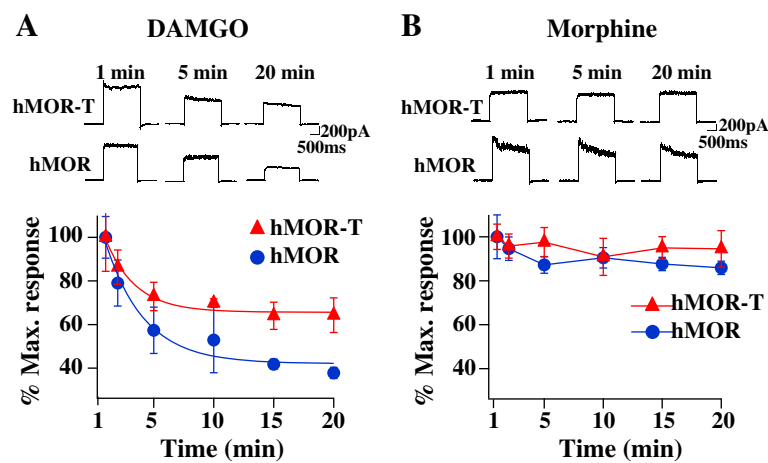 A DAMGO
1 min 5 min 20 min
hMOR-T
200pA
500ms
hMOR
100
80
60
40
% Max. response
hMOR-T
hMOR
1 5 10 15 20
Time (min)
B Morphine
1 min 5 min 20 min
hMOR-T
200pA
500ms
hMOR
100
80
60
40
% Max. response
hMOR-T
hMOR
1 5 10 15 20
Time (min)